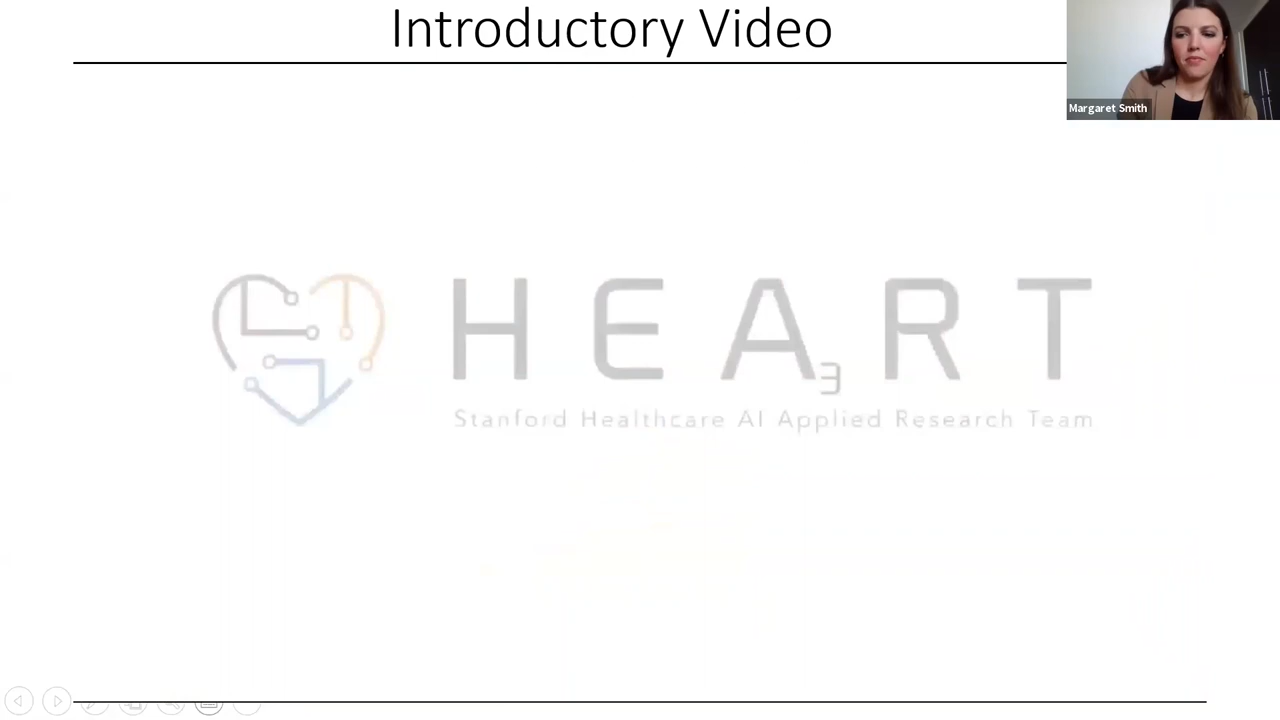 Introductory Video
Margaret Smith
HEA3RT
Stanford Healthcare AI Applied Research Team